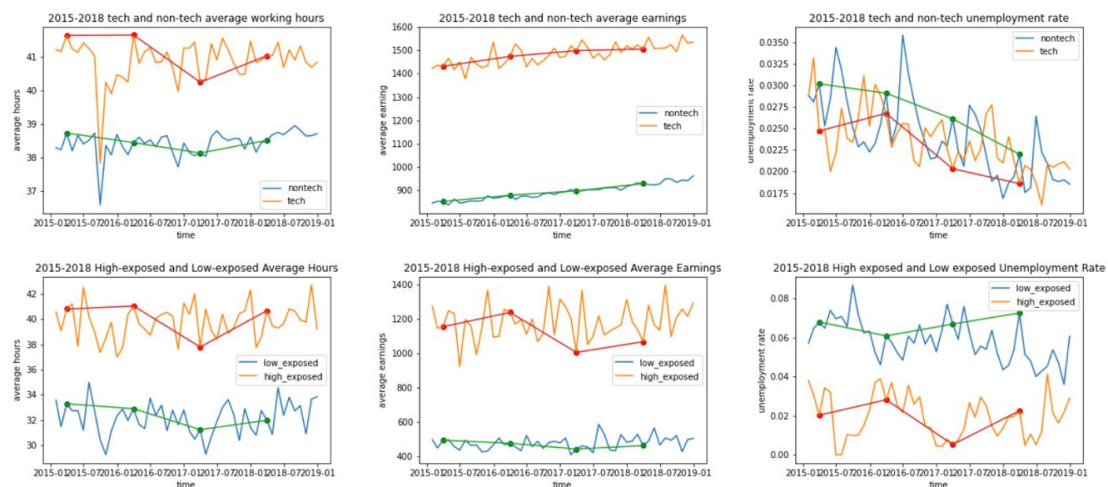 2015-2018 tech and non-tech average working hours
average hours
41
40
39
38
37
nontech
tech
2015-01 2015-07 2016-01 2016-07 2017-01 2017-07 2018-01 2018-07 2019-01
time
2015-2018 tech and non-tech average earnings
average earning
1600
1500
1400
1300
1200
1100
1000
900
nontech
tech
2015-01 2015-07 2016-01 2016-07 2017-01 2017-07 2018-01 2018-07 2019-01
time
2015-2018 tech and non-tech unemployment rate
unemployment rate
0.0350
0.0325
0.0300
0.0275
0.0250
0.0225
0.0200
0.0175
nontech
tech
2015-01 2015-07 2016-01 2016-07 2017-01 2017-07 2018-01 2018-07 2019-01
time
2015-2018 High-exposed and Low-exposed Average Hours
average hours
42
40
38
36
34
32
30
low_exposed
high_exposed
2015-01 2015-07 2016-01 2016-07 2017-01 2017-07 2018-01 2018-07 2019-01
time
2015-2018 High-exposed and Low-exposed Average Earnings
average earnings
1400
1200
1000
800
600
400
low_exposed
high_exposed
2015-01 2015-07 2016-01 2016-07 2017-01 2017-07 2018-01 2018-07 2019-01
time
2015-2018 High exposed and Low exposed Unemployment Rate
unemployment rate
0.08
0.06
0.04
0.02
0.00
low_exposed
high_exposed
2015-01 2015-07 2016-01 2016-07 2017-01 2017-07 2018-01 2018-07 2019-01
time